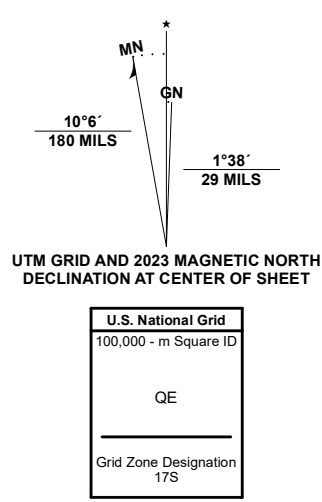 ★
MN
GN
10°6´
180 MILS
1°38´
29 MILS
UTM GRID AND 2023 MAGNETIC NORTH
DECLINATION AT CENTER OF SHEET
U.S. National Grid
100,000 - m Square ID
QE
Grid Zone Designation
17S